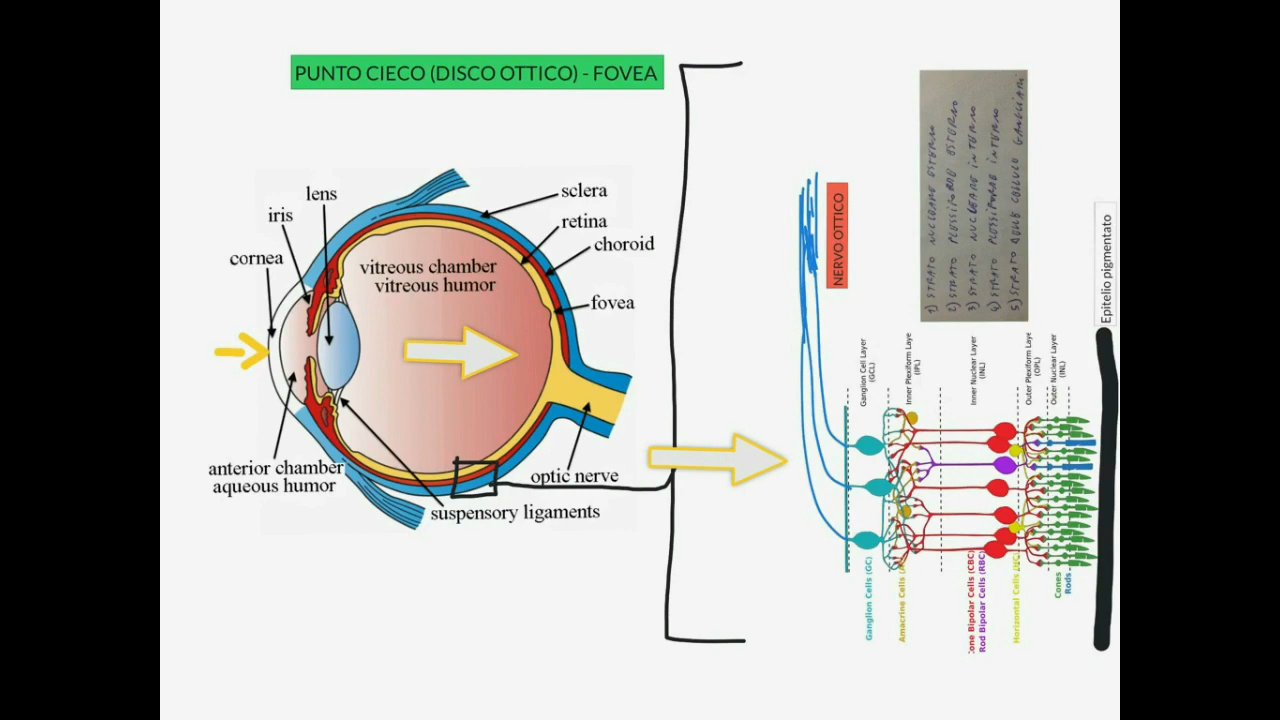 PUNTO CIECO (DISCO OTTICO) - FOVEA
lens
iris
cornea
sclera
retina
choroid
vitreous chamber
vitreous humor
fovea
anterior chamber
aqueous humor
optic nerve
suspensory ligaments
NERVO OTTICO
1) STRATO NUCLEARE ESTERNO
2) STRATO PLESSIFORME ESTERNO
3) STRATO NUCLEARE INTERNO
4) STRATO PLESSIFORME INTERNO
5) STRATO DELLE CELLULE GANGLIARI
Epitelio pigmentato
Ganglion Cell Layer
(GCL)
Inner Plexiform Laye
(IPL)
Inner Nuclear Layer
(INL)
Outer Plexiform Laye
(OPL)
Outer Nuclear Layer
(INL)
Ganglion Cells (GC)
Amacrine Cells
Cone Bipolar Cells (CBC)
Rod Bipolar Cells (RBC)
Horizontal Cells (HC)
Cones
Rods